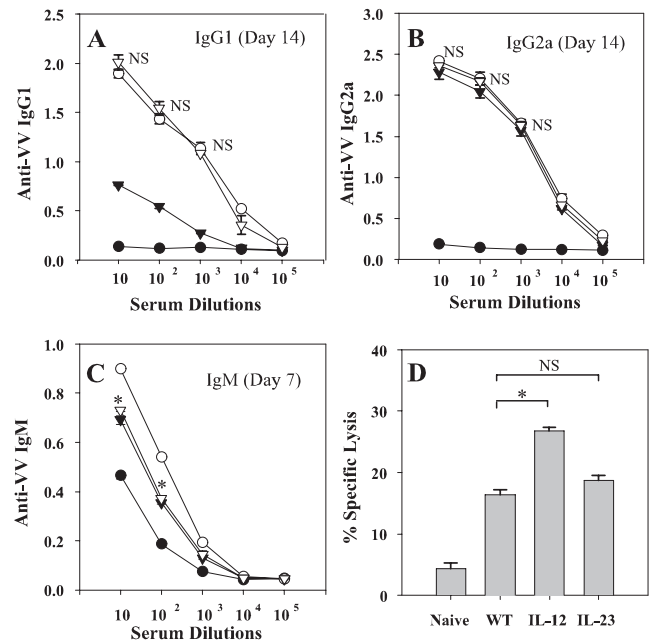 A
IgG1 (Day 14)
Anti-VV IgG1
2.5
2.0
1.5
1.0
0.5
0.0
NS
NS
NS
10 10² 10³ 10⁴ 10⁵
Serum Dilutions
B
IgG2a (Day 14)
Anti-VV IgG2a
3.0
2.5
2.0
1.5
1.0
0.5
0.0
NS
NS
NS
10 10² 10³ 10⁴ 10⁵
Serum Dilutions
C
IgM (Day 7)
Anti-VV IgM
1.0
0.8
0.6
0.4
0.2
0.0
*
*
10 10² 10³ 10⁴ 10⁵
Serum Dilutions
D
% Specific Lysis
40
30
20
10
0
NS
*
Naive WT IL-12 IL-23